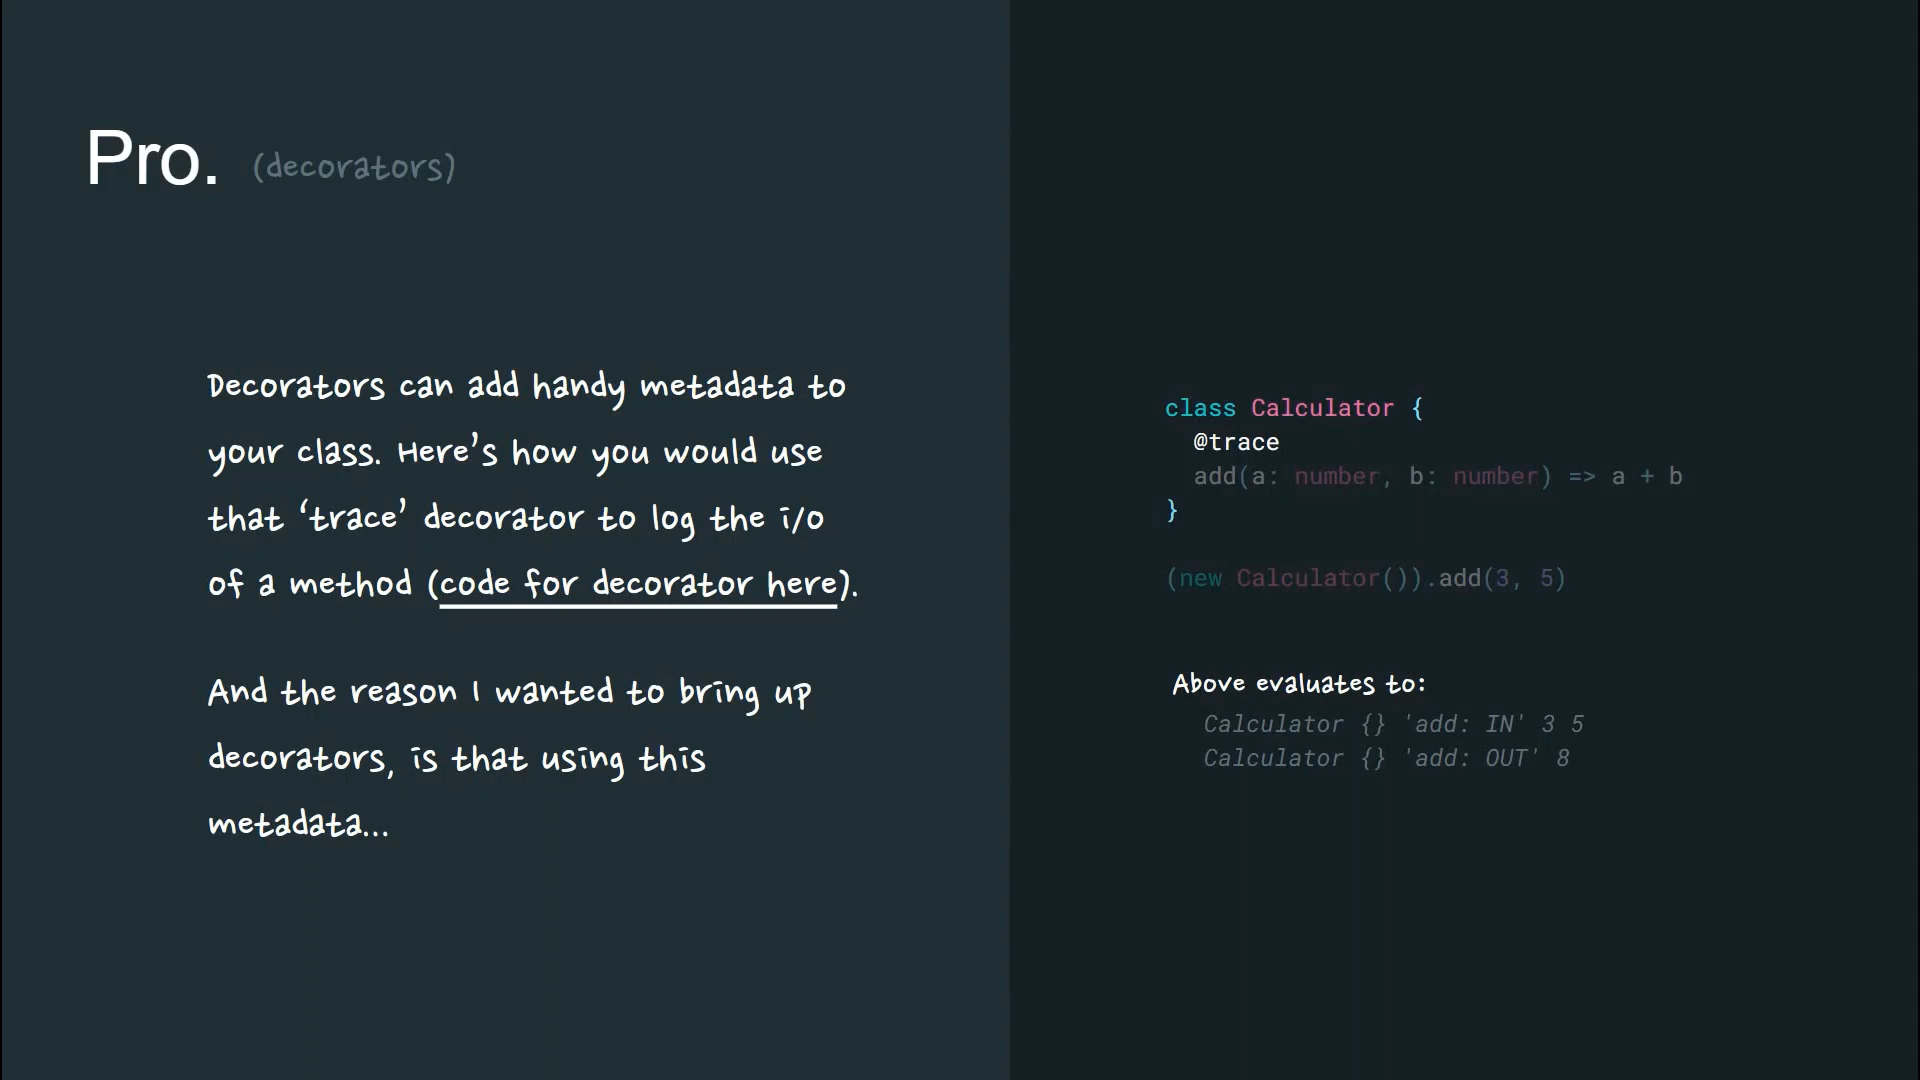 Pro. (decorators)
Decorators can add handy metadata to
your class. Here's how you would use
that ‘trace’ decorator to log the i/o
of a method (code for decorator here).
And the reason I wanted to bring up
decorators, is that using this
metadata...
class Calculator {
@trace
add(a: number, b: number) => a + b
}
(new Calculator()).add(3, 5)
Above evaluates to:
Calculator {} 'add: IN' 3 5
Calculator {} 'add: OUT' 8